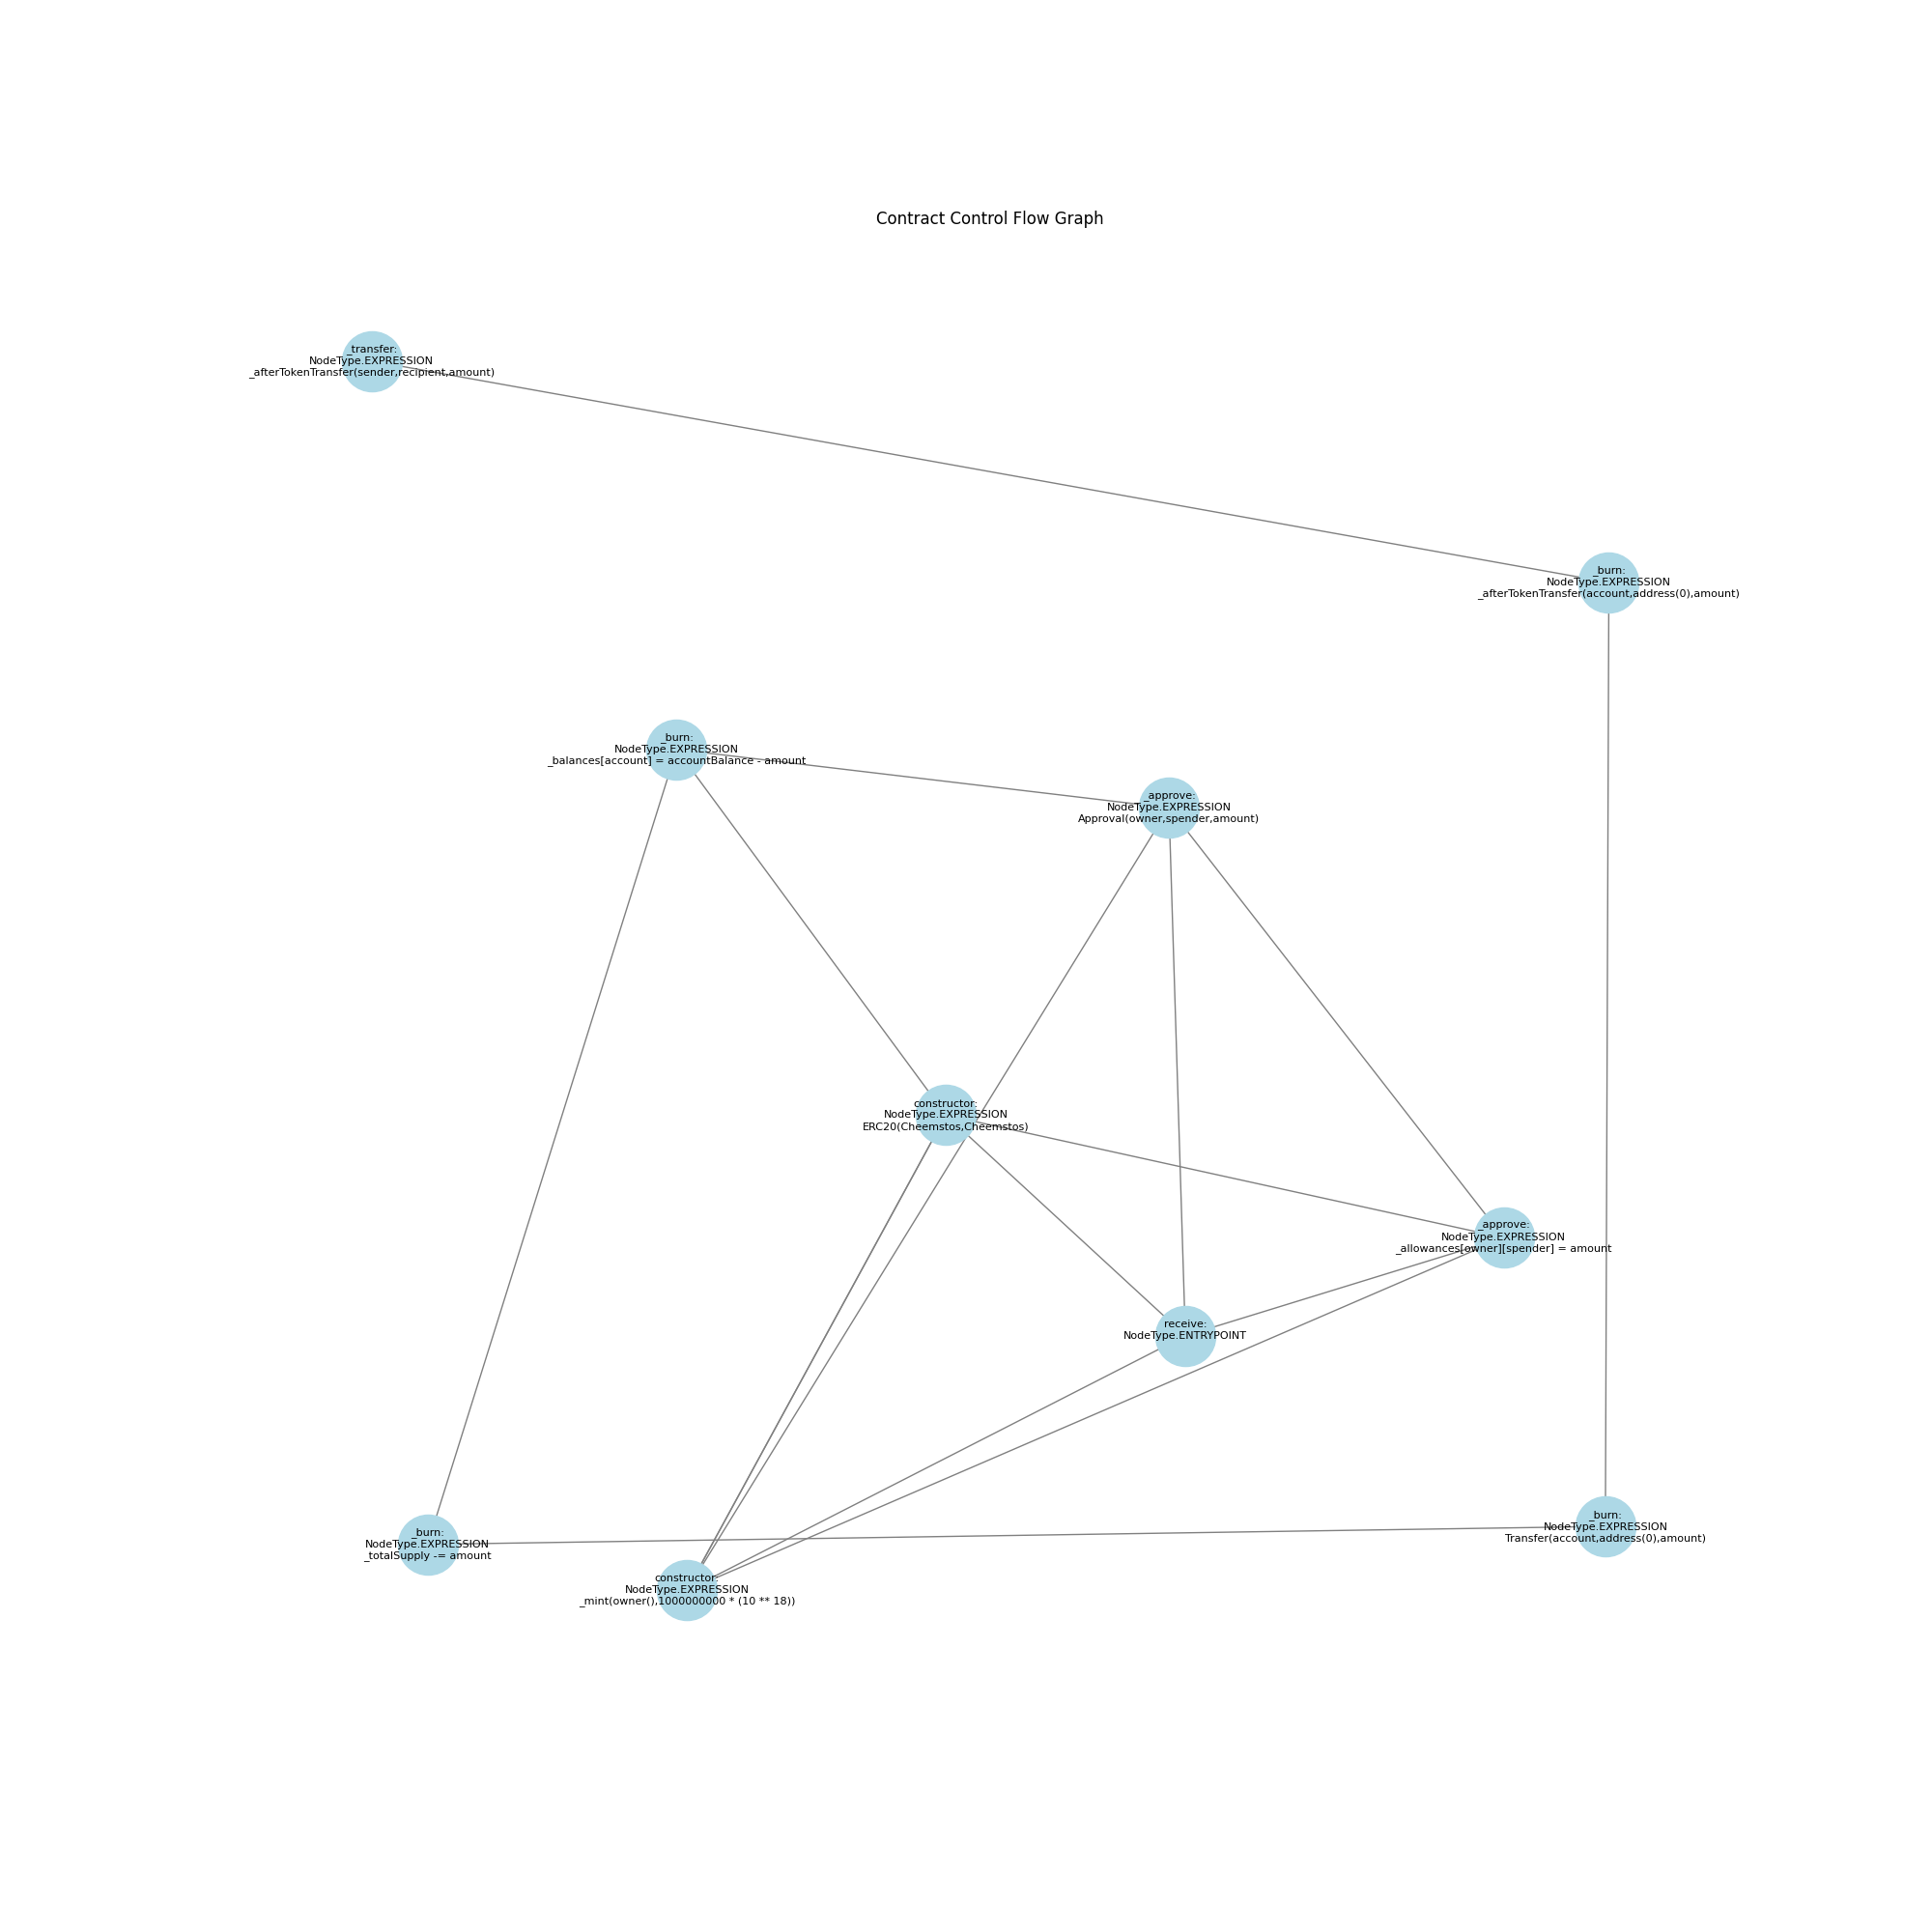 Contract Control Flow Graph
_transfer:
NodeType.EXPRESSION
_afterTokenTransfer(sender,recipient,amount)
_burn:
NodeType.EXPRESSION
_afterTokenTransfer(account,address(0),amount)
_burn:
NodeType.EXPRESSION
_balances[account] = accountBalance - amount
_approve:
NodeType.EXPRESSION
Approval(owner,spender,amount)
constructor:
NodeType.EXPRESSION
ERC20(Cheemstos,Cheemstos)
_approve:
NodeType.EXPRESSION
_allowances[owner][spender] = amount
receive:
NodeType.ENTRYPOINT
_burn:
NodeType.EXPRESSION
Transfer(account,address(0),amount)
_burn:
NodeType.EXPRESSION
_totalSupply -= amount
constructor:
NodeType.EXPRESSION
_mint(owner(),1000000000 * (10 ** 18))